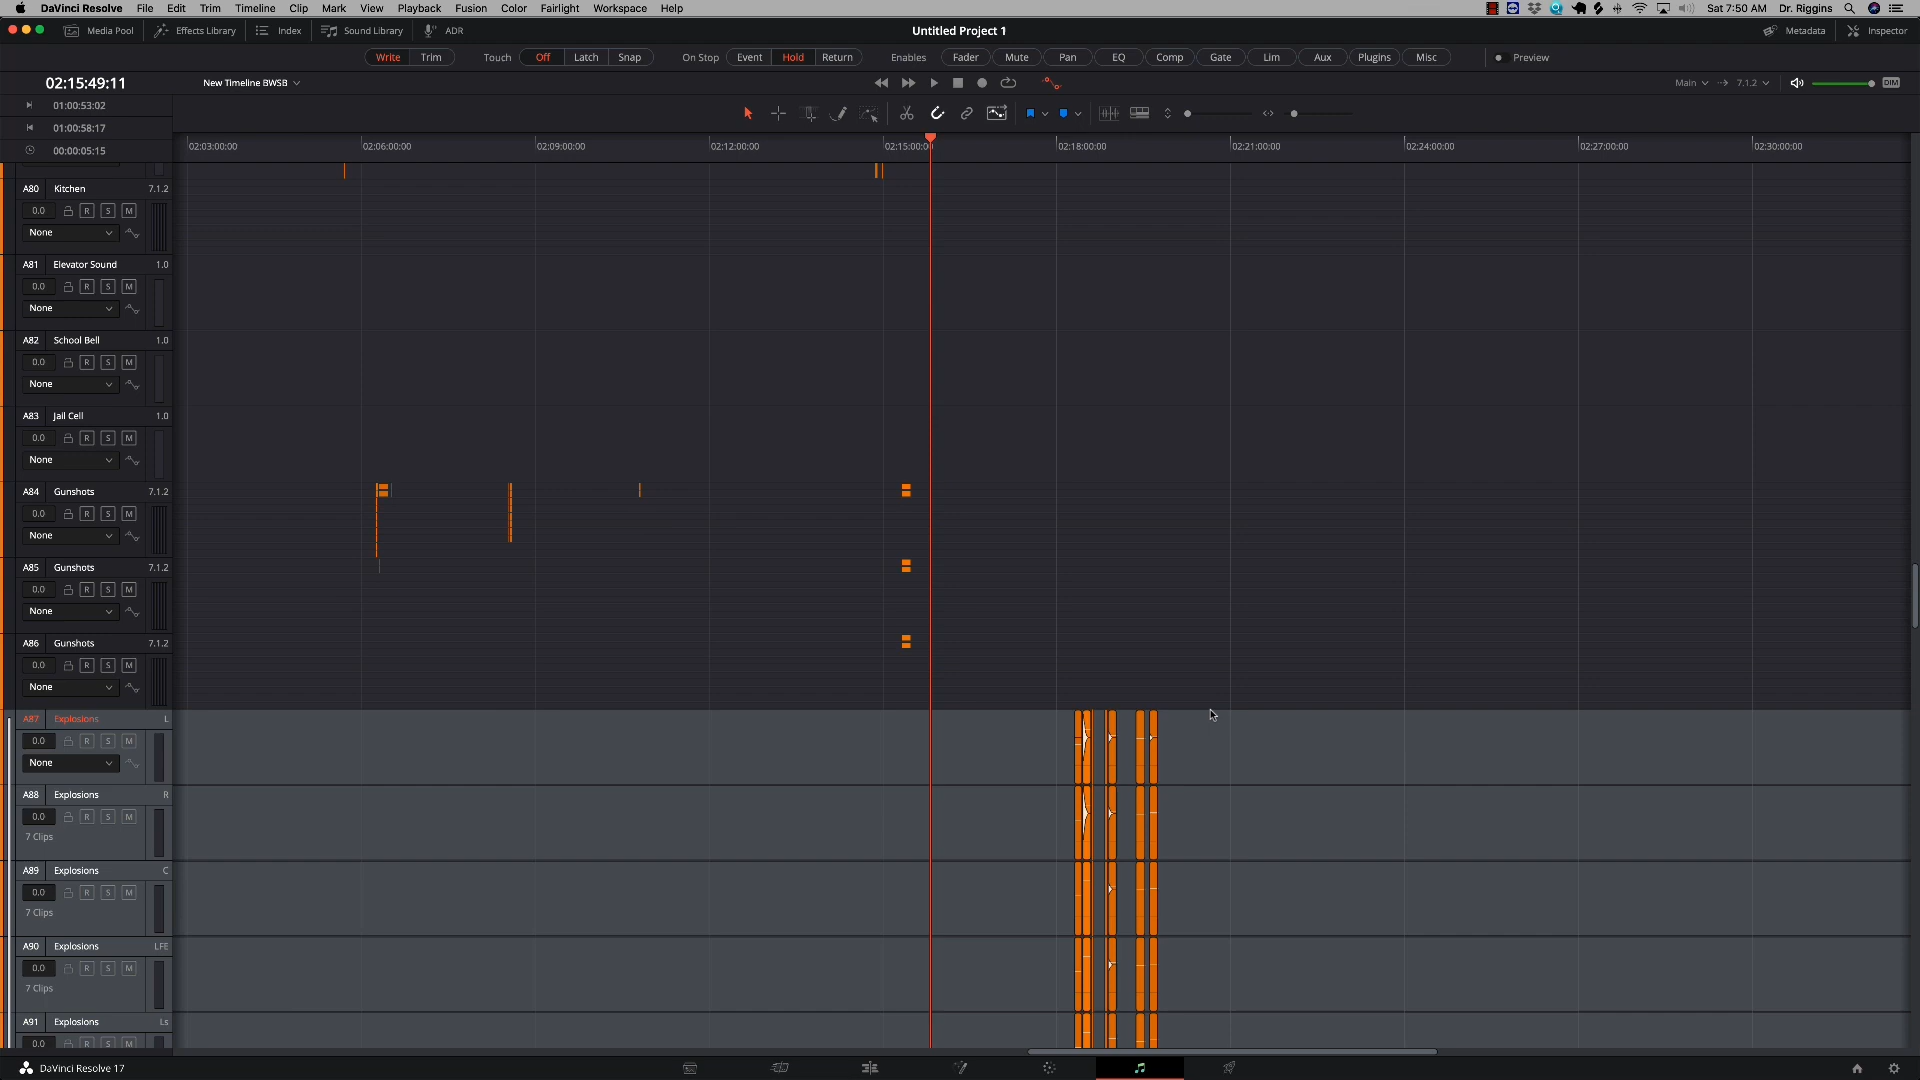 DaVinci Resolve File Edit Trim Timeline Clip Mark View Playback Fusion Color Fairlight Workspace Help Sat 7:50 AM Dr. Riggins
Media Pool Effects Library Index Sound Library ADR Untitled Project 1 Metadata Inspector
Write Trim Touch Off Latch Snap On Stop Event Hold Return Enables Fader Mute Pan EQ Comp Gate Lim Aux Plugins Misc Preview
02:15:49:11 New Timeline BWSB Main 7.1.2 DIM
01:00:53:02
01:00:58:17
00:00:05:15
02:03:00:00 02:06:00:00 02:09:00:00 02:12:00:00 02:15:00:00 02:18:00:00 02:21:00:00 02:24:00:00 02:27:00:00 02:30:00:00
A80 Kitchen 7.1.2
0.0 R S M
None
A81 Elevator Sound 1.0
0.0 R S M
None
A82 School Bell 1.0
0.0 R S M
None
A83 Jail Cell 1.0
0.0 R S M
None
A84 Gunshots 7.1.2
0.0 R S M
None
A85 Gunshots 7.1.2
0.0 R S M
None
A86 Gunshots 7.1.2
0.0 R S M
None
A87 Explosions L
0.0 R S M
None
A88 Explosions R
0.0 R S M
7 Clips
A89 Explosions C
0.0 R S M
7 Clips
A90 Explosions LFE
0.0 R S M
7 Clips
A91 Explosions Ls
0.0 R S M
DaVinci Resolve 17